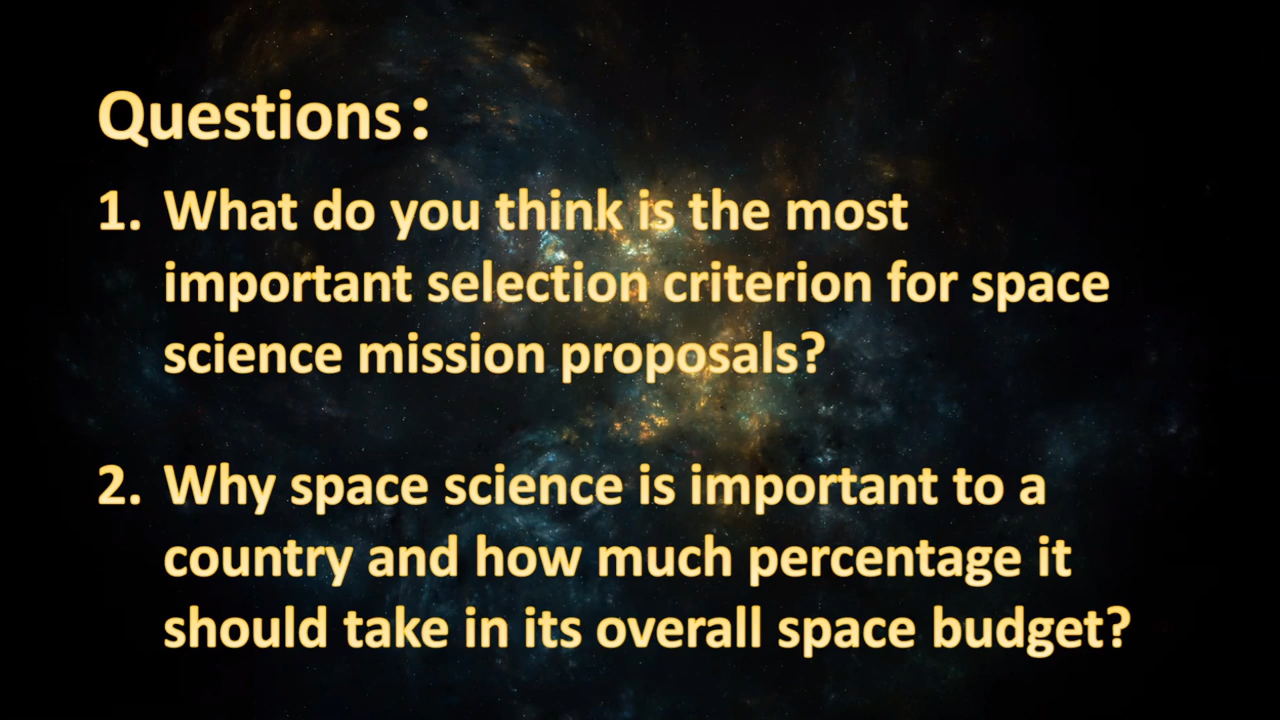 Questions：
1. What do you think is the most
important selection criterion for space
science mission proposals?
2. Why space science is important to a
country and how much percentage it
should take in its overall space budget?